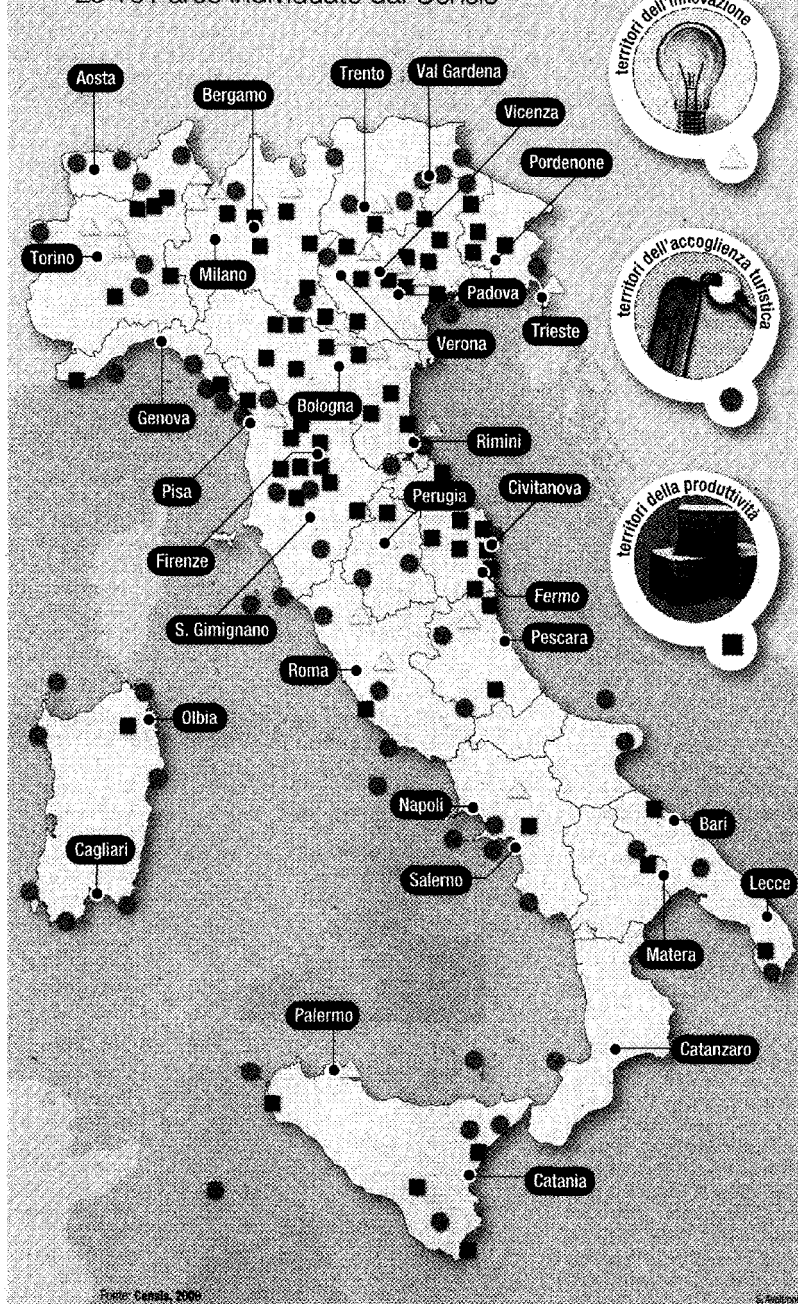 territori dell'innovazione
Aosta
Bergamo
Trento
Val Gardena
Vicenza
Pordenone
Torino
Milano
Padova
Trieste
Verona
territori dell'accoglienza turistica
Genova
Bologna
Rimini
Pisa
Perugia
Civitanova
territori della produttività
Firenze
Fermo
S. Gimignano
Pescara
Roma
Olbia
Napoli
Bari
Cagliari
Salerno
Lecce
Matera
Palermo
Catanzaro
Catania
Fonte: Censis, 2009